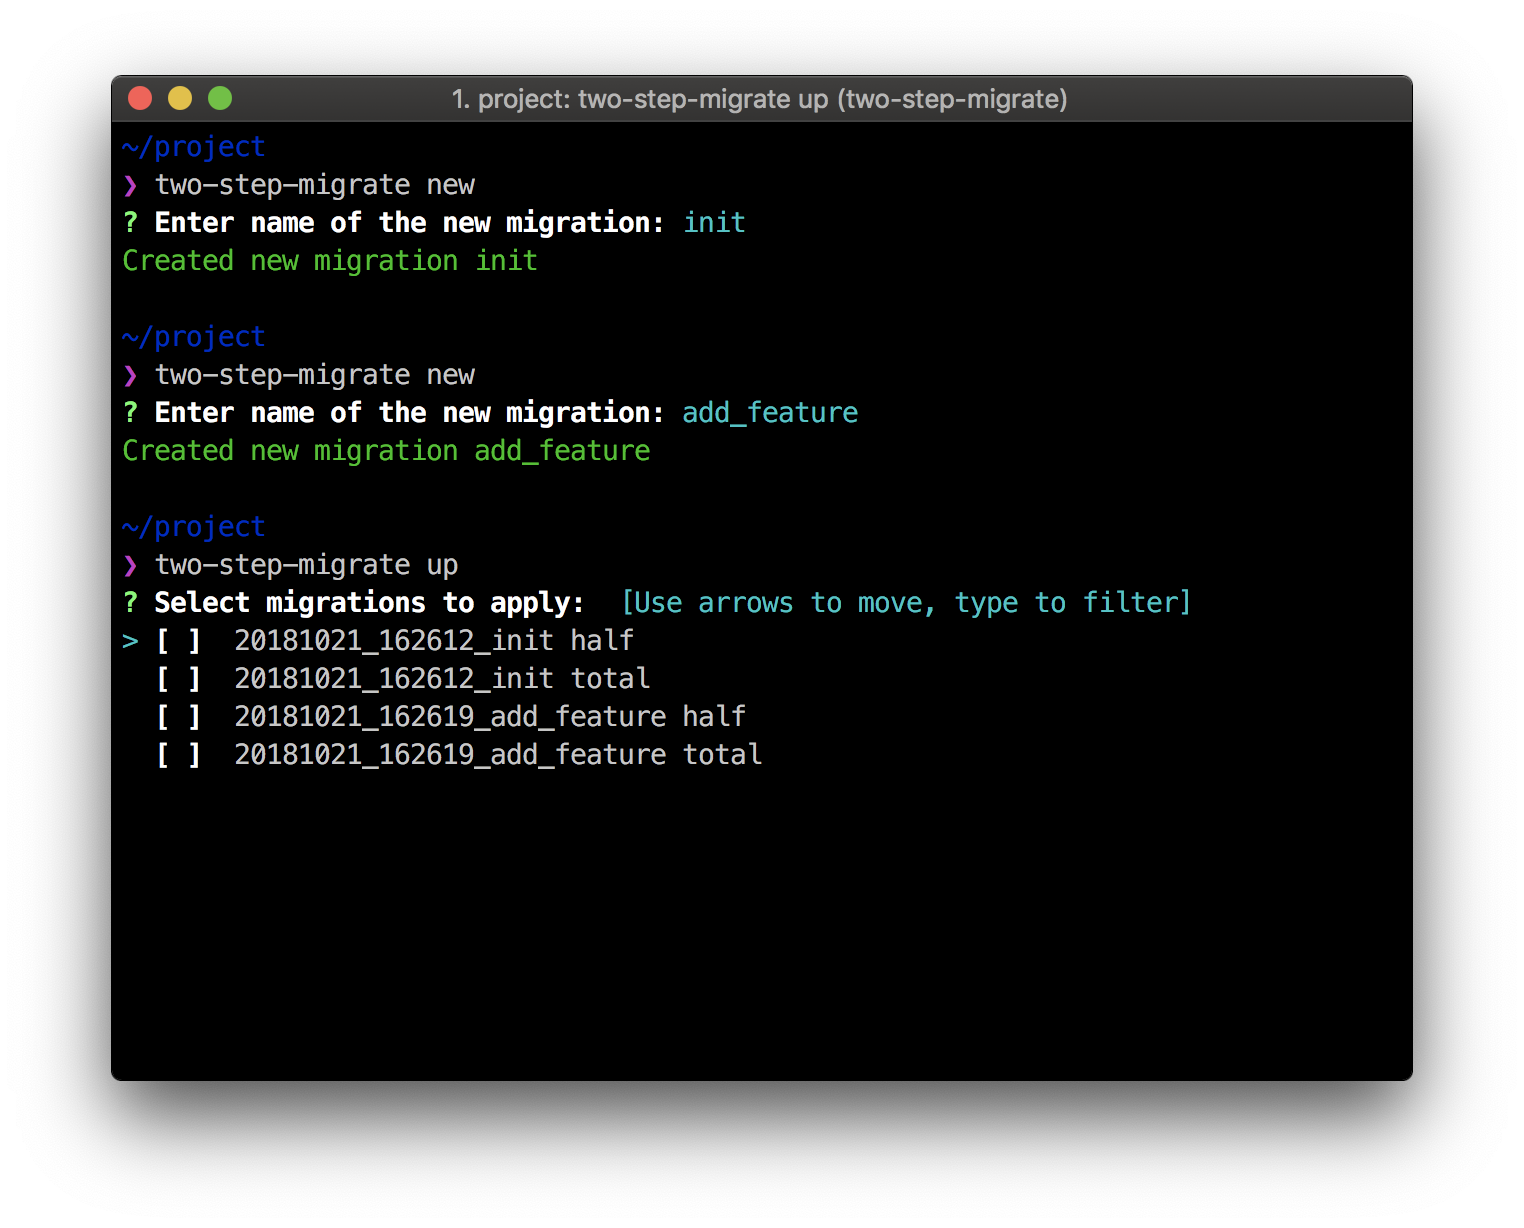 1. project: two-step-migrate up (two-step-migrate)
~/project
❯ two-step-migrate new
? Enter name of the new migration: init
Created new migration init
~/project
❯ two-step-migrate new
? Enter name of the new migration: add_feature
Created new migration add_feature
~/project
❯ two-step-migrate up
? Select migrations to apply:  [Use arrows to move, type to filter]
> [ ]  20181021_162612_init half
  [ ]  20181021_162612_init total
  [ ]  20181021_162619_add_feature half
  [ ]  20181021_162619_add_feature total